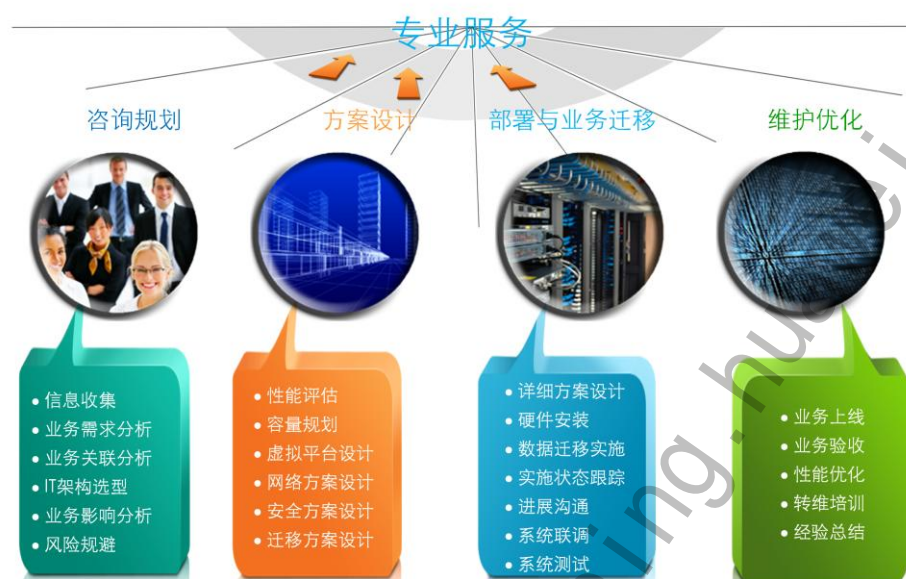 专业服务
咨询规划
方案设计
部署与业务迁移
维护优化
• 信息收集
• 业务需求分析
• 业务关联分析
• IT架构选型
• 业务影响分析
• 风险规避
• 性能评估
• 容量规划
• 虚拟平台设计
• 网络方案设计
• 安全方案设计
• 迁移方案设计
• 详细方案设计
• 硬件安装
• 数据迁移实施
• 实施状态跟踪
• 进展沟通
• 系统联调
• 系统测试
• 业务上线
• 业务验收
• 性能优化
• 转维培训
• 经验总结